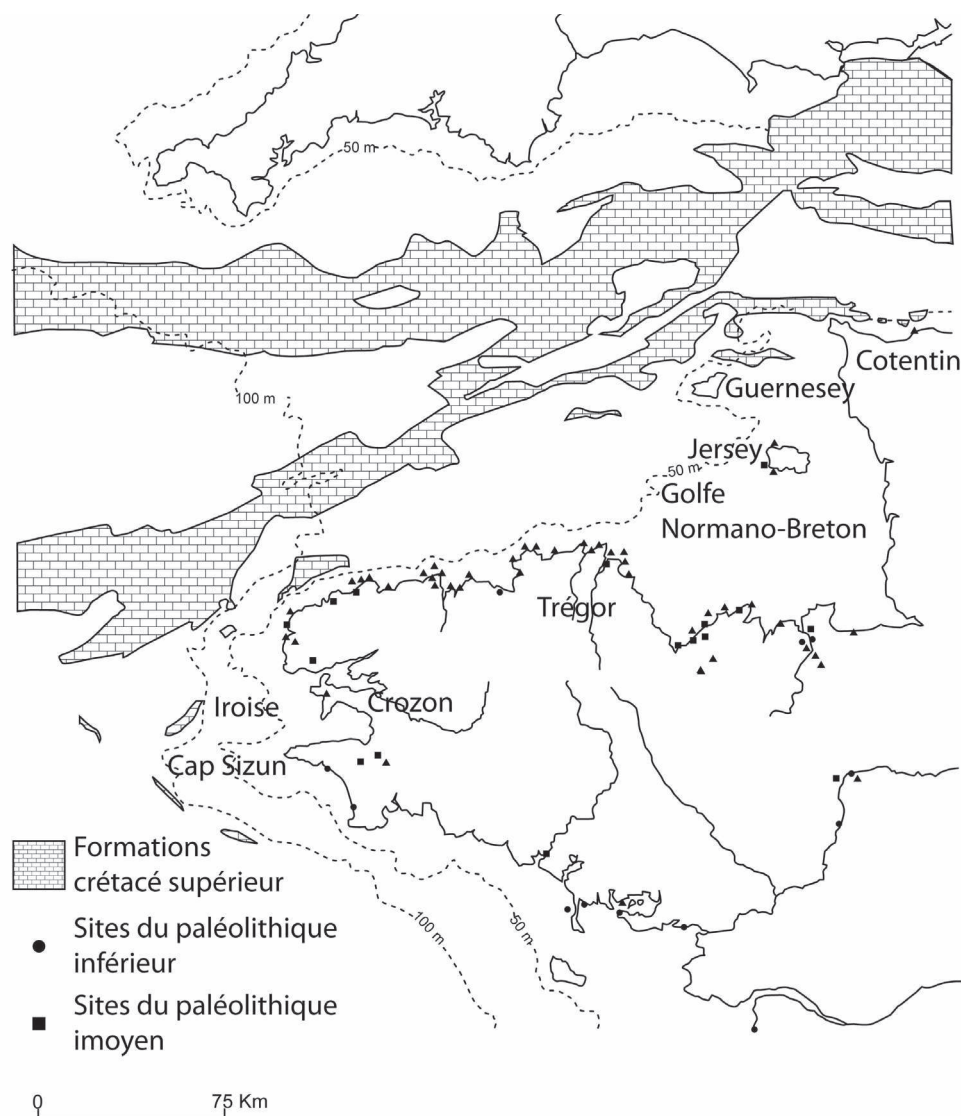 50 m
100 m
Cotentin
Guernesey
Jersey
50 m
Golfe
Normano-Breton
Trégor
Iroise
Crozon
Cap Sizun
100 m
50 m
Formations
crétacé supérieur
Sites du paléolithique
inférieur
Sites du paléolithique
imoyen
0 75 Km